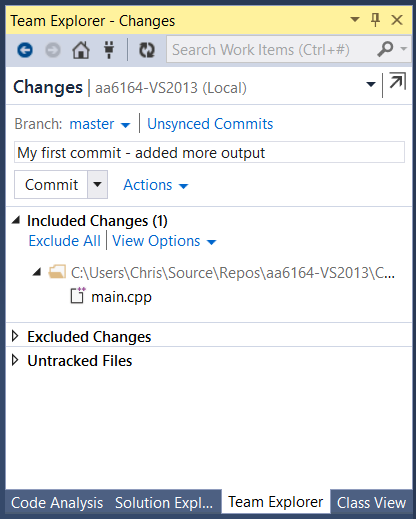 Team Explorer - Changes
Search Work Items (Ctrl+#)
Changes | aa6164-VS2013 (Local)
Branch: master | Unsynced Commits
My first commit - added more output
Commit Actions
Included Changes (1)
Exclude All | View Options
C:\Users\Chris\Source\Repos\aa6164-VS2013\C...
main.cpp
Excluded Changes
Untracked Files
Code Analysis Solution Expl... Team Explorer Class View